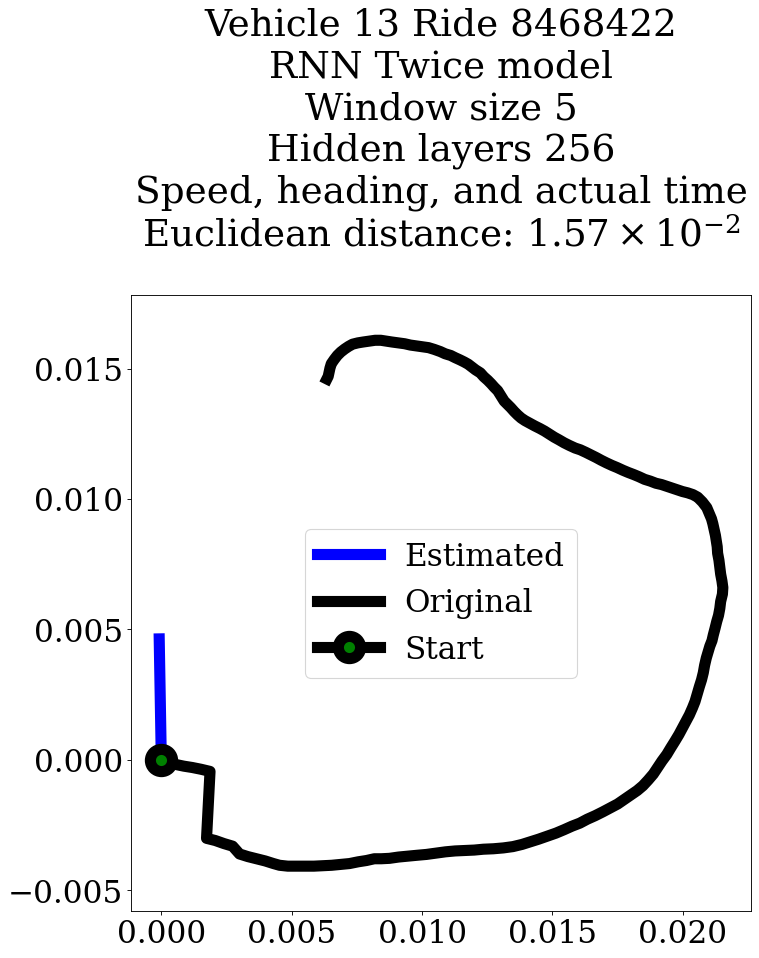 Vehicle 13 Ride 8468422
RNN Twice model
Window size 5
Hidden layers 256
Speed, heading, and actual time
Euclidean distance: 1.57 × 10⁻²
0.015
0.010
0.005
0.000
−0.005
Estimated
Original
Start
0.000 0.005 0.010 0.015 0.020